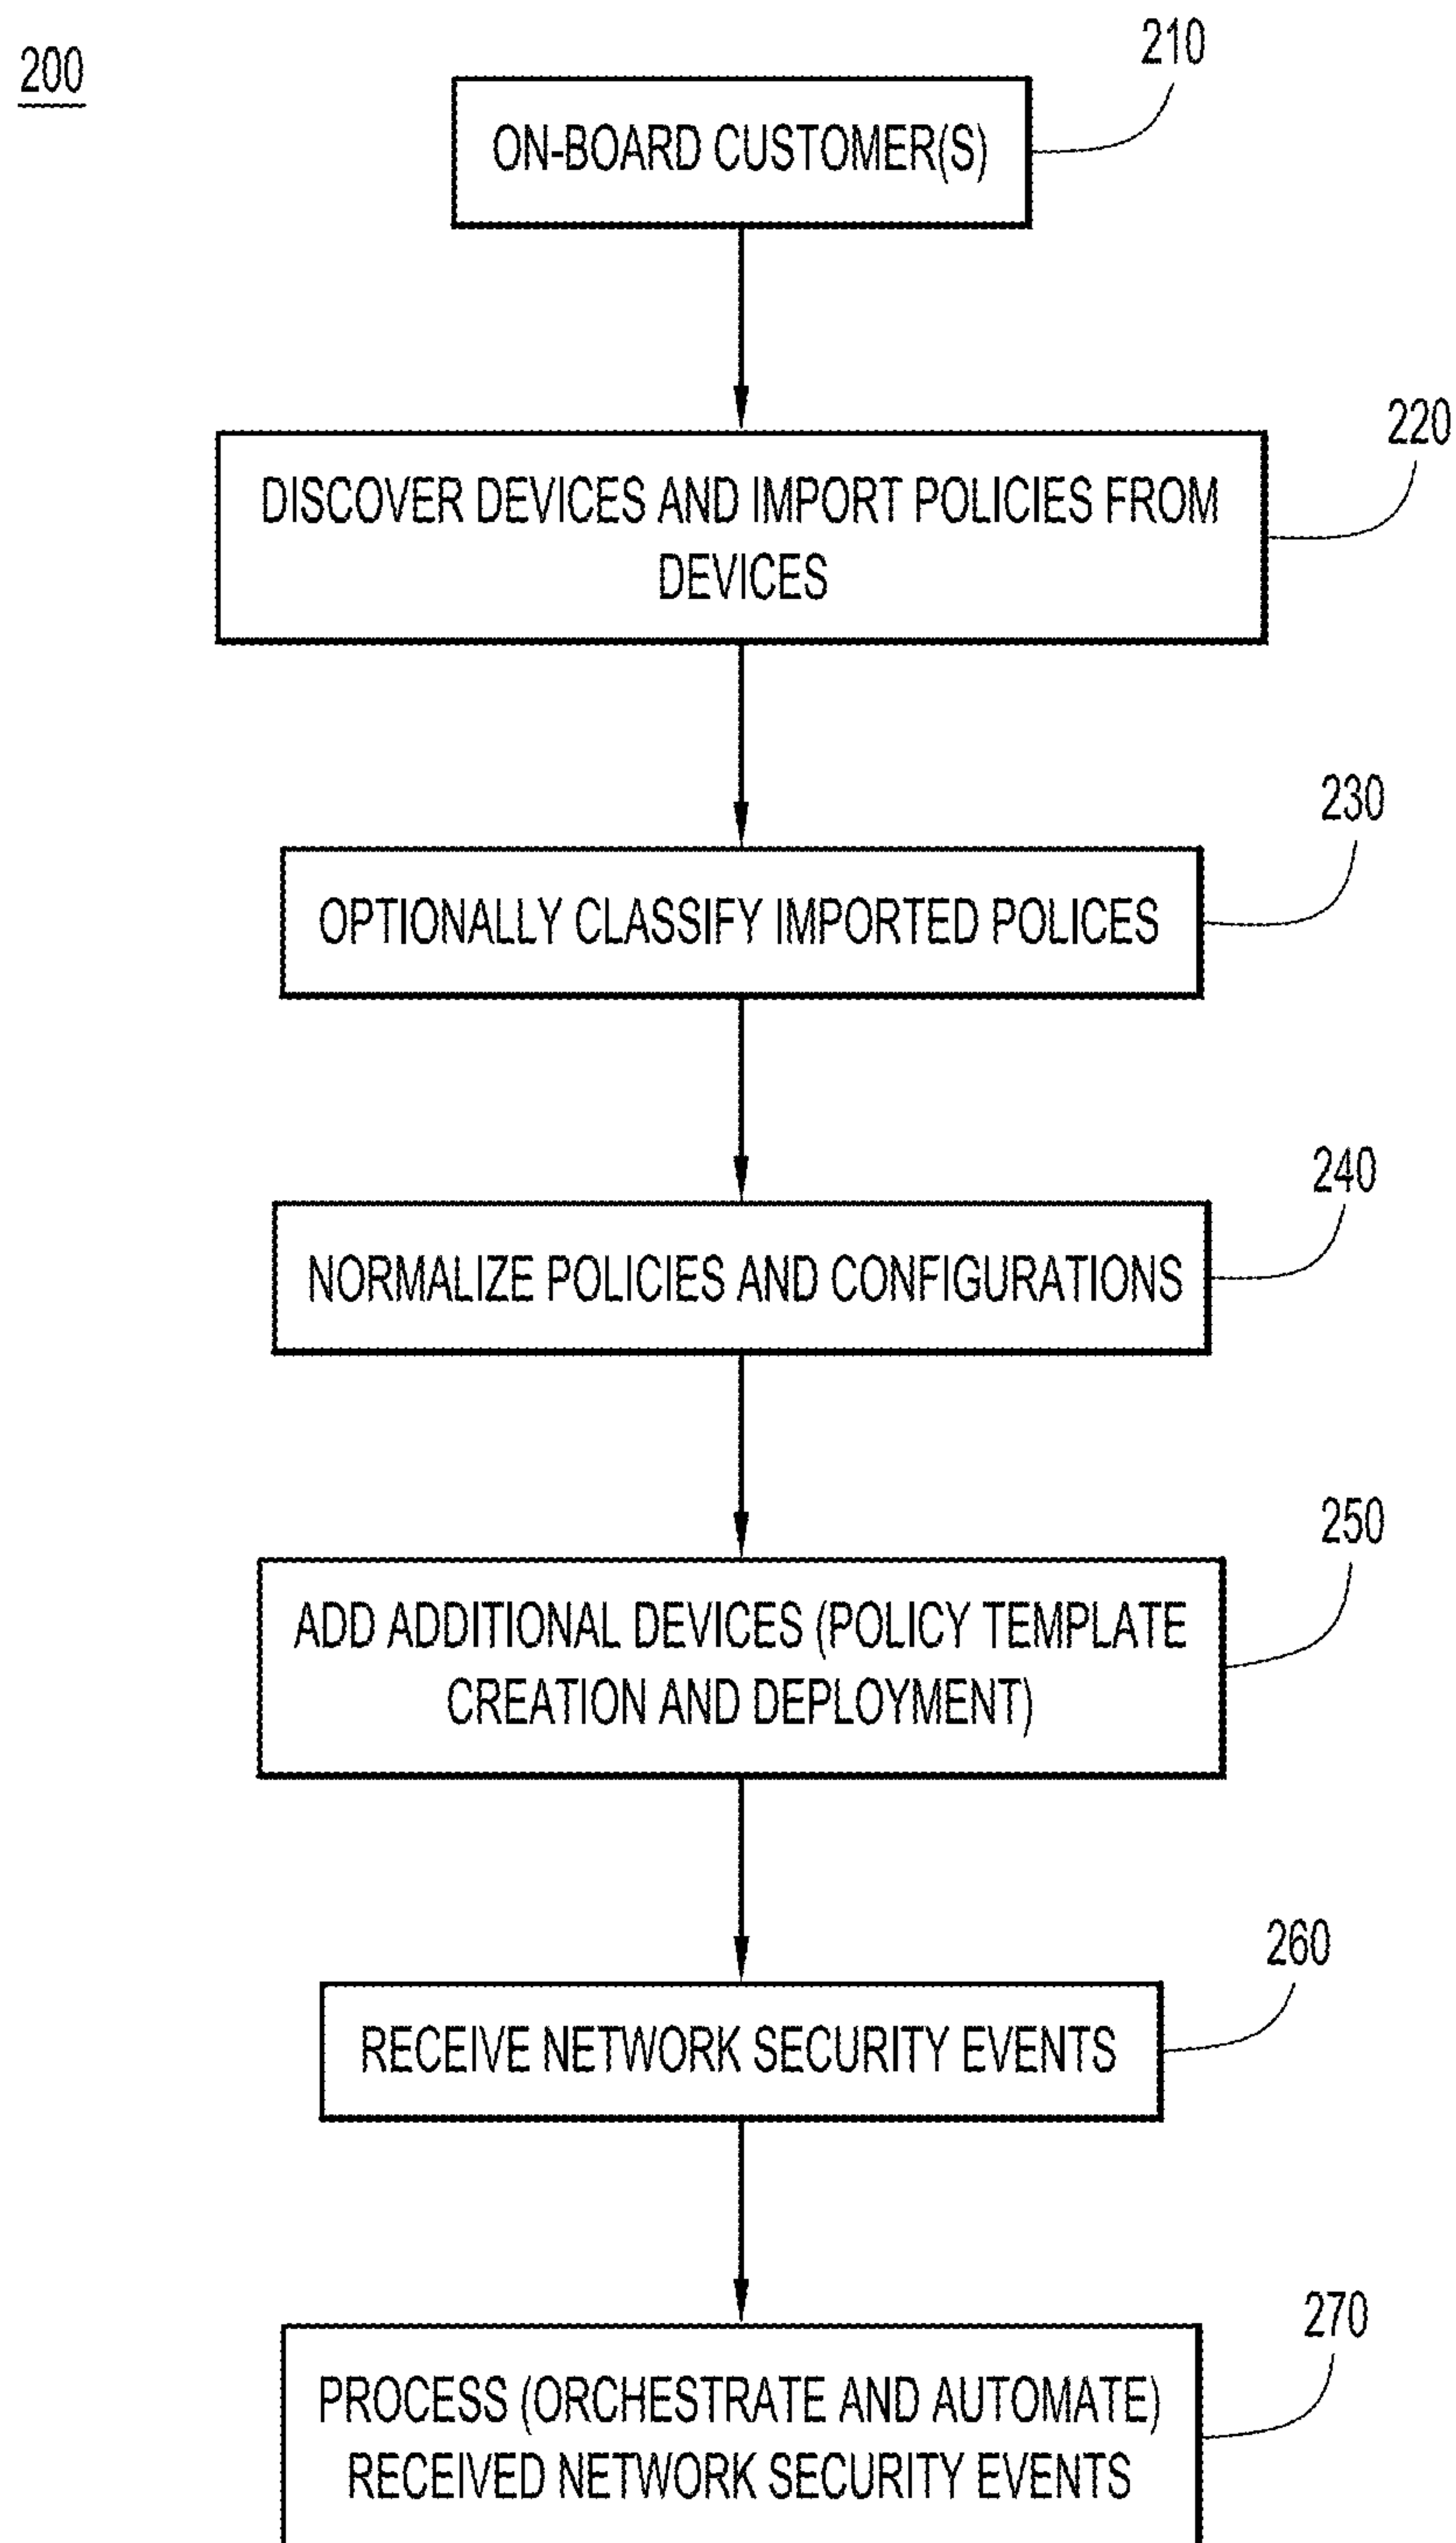 200
210
ON-BOARD CUSTOMER(S)
220
DISCOVER DEVICES AND IMPORT POLICIES FROM
DEVICES
230
OPTIONALLY CLASSIFY IMPORTED POLICES
240
NORMALIZE POLICIES AND CONFIGURATIONS
250
ADD ADDITIONAL DEVICES (POLICY TEMPLATE
CREATION AND DEPLOYMENT)
260
RECEIVE NETWORK SECURITY EVENTS
270
PROCESS (ORCHESTRATE AND AUTOMATE)
RECEIVED NETWORK SECURITY EVENTS